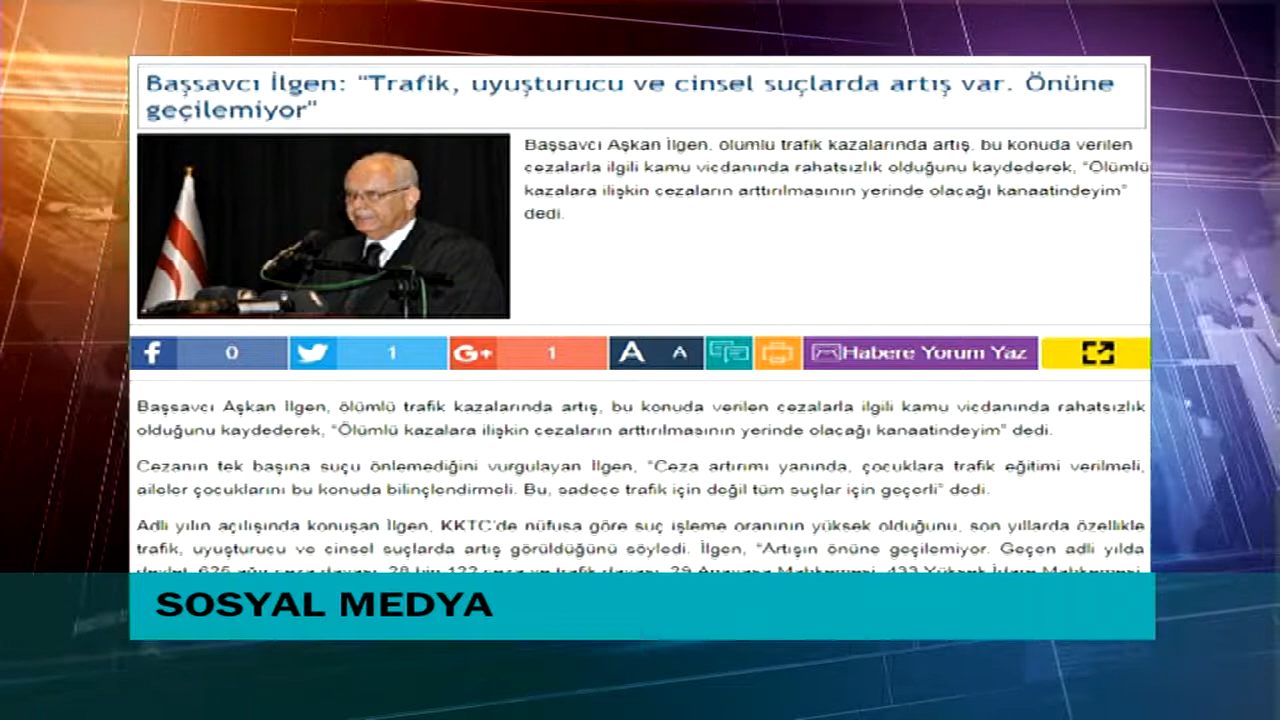 Başsavcı İlgen: "Trafik, uyuşturucu ve cinsel suçlarda artış var. Önüne
geçilemiyor"
Başsavcı Aşkan İlgen, ölümlü trafik kazalarında artış, bu konuda verilen
cezalarla ilgili kamu vicdanında rahatsızlık olduğunu kaydederek, “Ölümlü
kazalara ilişkin cezaların arttırılmasının yerinde olacağı kanaatindeyim”
dedi.
f 0
1
G+ 1
A A
Habere Yorum Yaz
Başsavcı Aşkan İlgen, ölümlü trafik kazalarında artış, bu konuda verilen cezalarla ilgili kamu vicdanında rahatsızlık
olduğunu kaydederek, “Ölümlü kazalara ilişkin cezaların arttırılmasının yerinde olacağı kanaatindeyim” dedi.
Cezanın tek başına suçu önlemediğini vurgulayan İlgen, “Ceza artırımı yanında, çocuklara trafik eğitimi verilmeli,
aileler çocuklarını bu konuda bilinçlendirmeli. Bu, sadece trafik için değil tüm suçlar için geçerli” dedi.
Adli yılın açılışında konuşan İlgen, KKTC'de nüfusa göre suç işleme oranının yüksek olduğunu, son yıllarda özellikle
trafik, uyuşturucu ve cinsel suçlarda artış görüldüğünü söyledi. İlgen, “Artışın önüne geçilemiyor. Geçen adli yılda
SOSYAL MEDYA